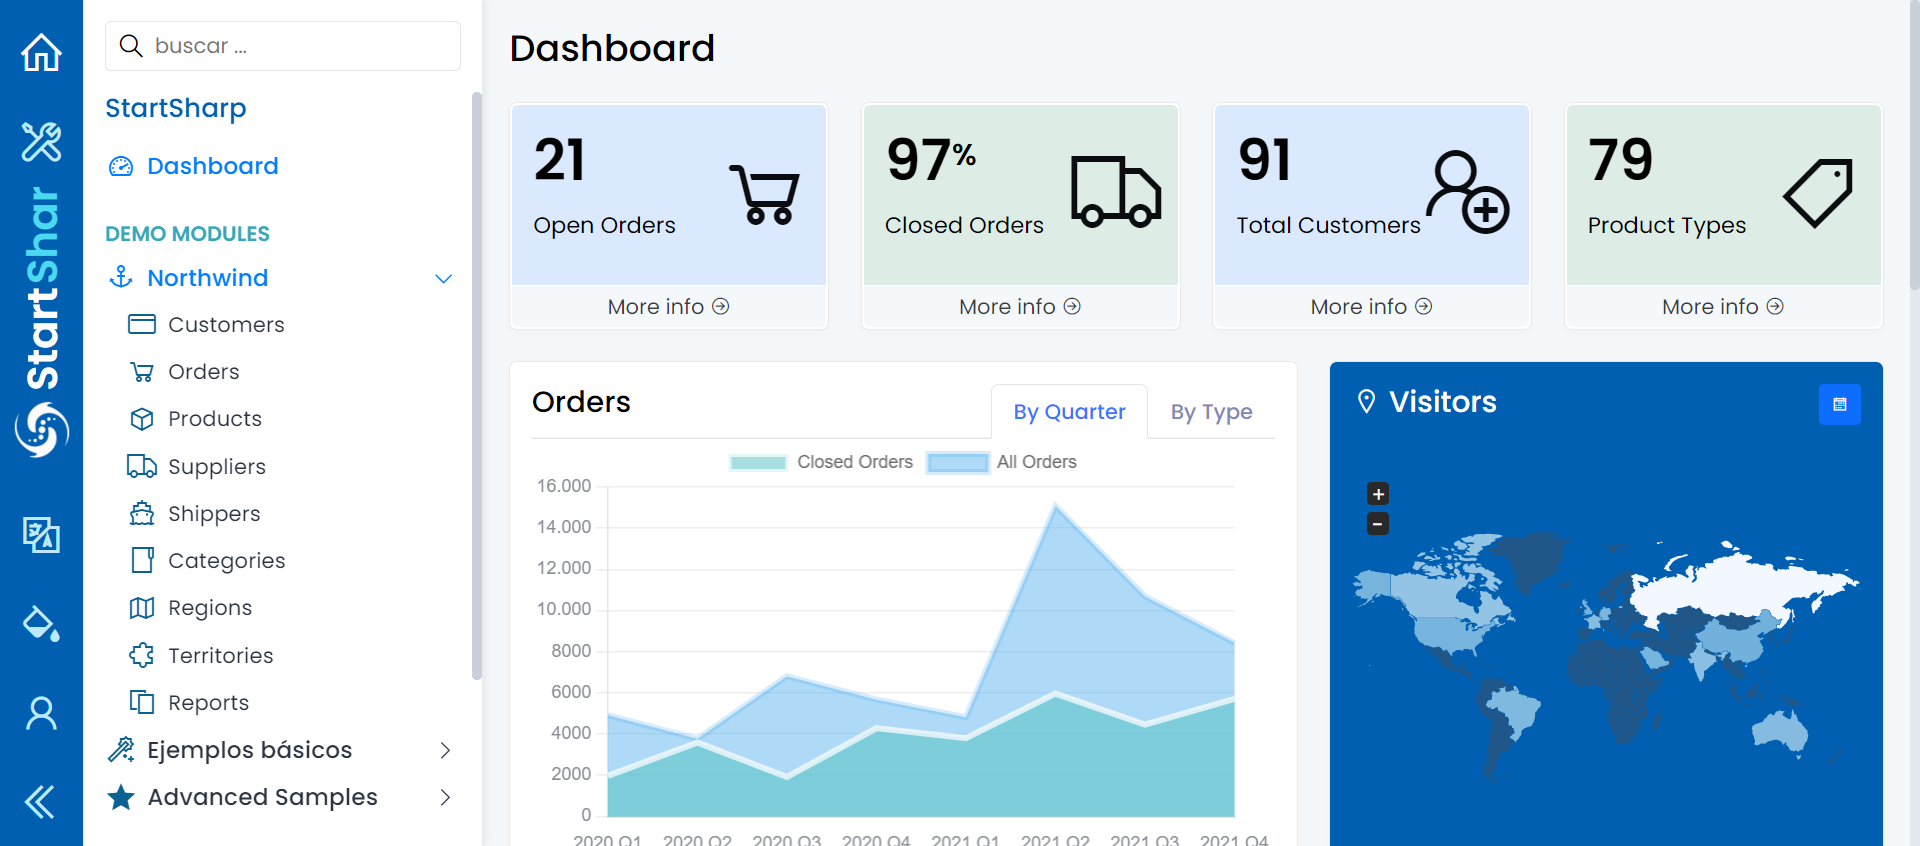 StartShar
buscar ...
StartSharp
Dashboard
DEMO MODULES
Northwind
Customers
Orders
Products
Suppliers
Shippers
Categories
Regions
Territories
Reports
Ejemplos básicos
Advanced Samples
Dashboard
21
Open Orders
More info
97%
Closed Orders
More info
91
Total Customers
More info
79
Product Types
More info
Orders
By Quarter
By Type
Closed Orders
All Orders
16.000
14.000
12.000
10.000
8000
6000
4000
2000
0
2020 Q1 2020 Q2 2020 Q3 2020 Q4 2021 Q1 2021 Q2 2021 Q3 2021 Q4
Visitors
+
-